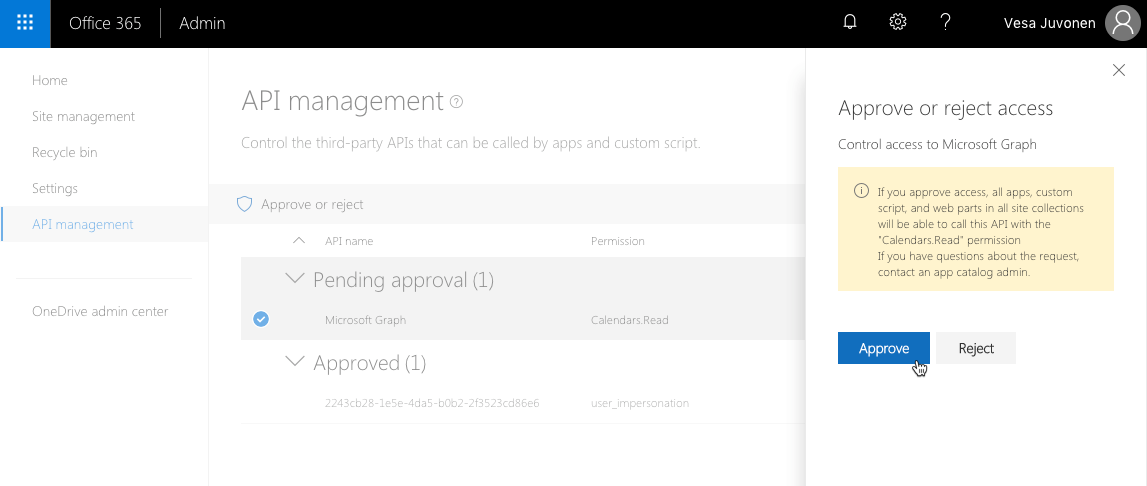 Office 365 Admin Vesa Juvonen
Home
Site management
Recycle bin
Settings
API management
OneDrive admin center
API management
Control the third-party APIs that can be called by apps and custom script.
Approve or reject
API name Permission
Pending approval (1)
Microsoft Graph Calendars.Read
Approved (1)
2243cb28-1e5e-4da5-b0b2-2f3523cd86e6 user_impersonation
Approve or reject access
Control access to Microsoft Graph
If you approve access, all apps, custom
script, and web parts in all site collections
will be able to call this API with the
"Calendars.Read" permission
If you have questions about the request,
contact an app catalog admin.
Approve Reject